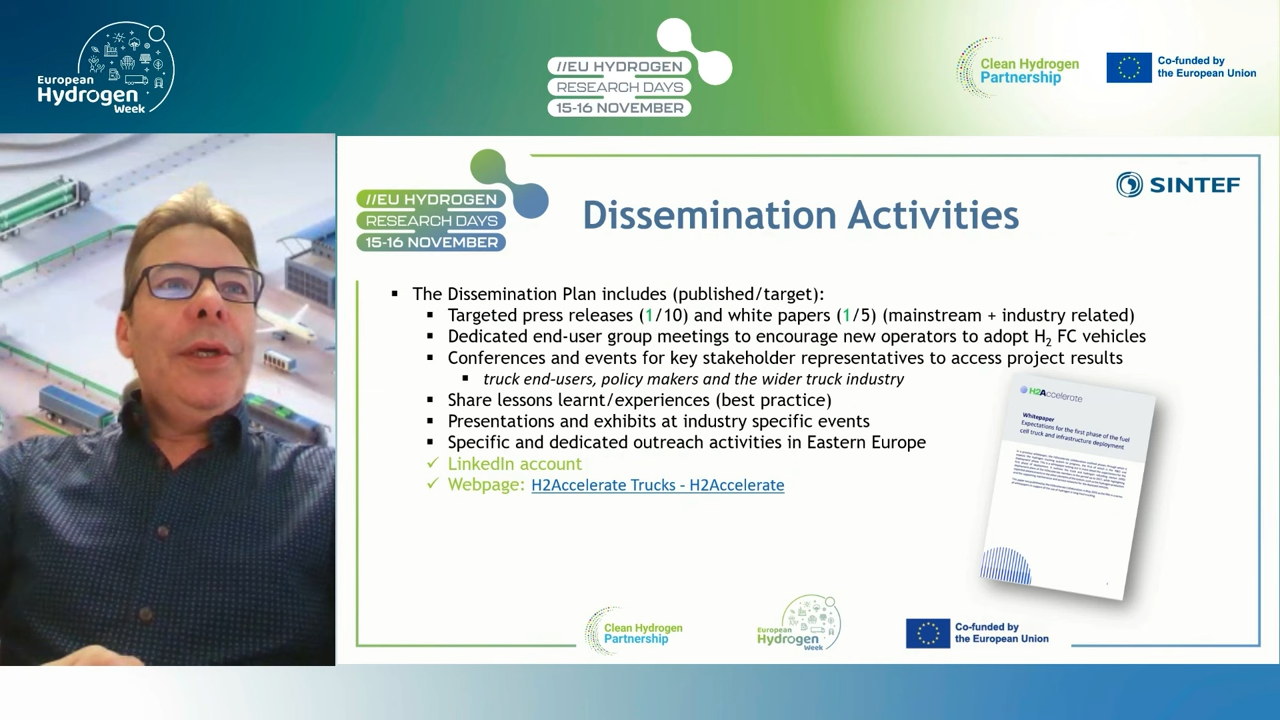 European
Hydrogen
Week
//EU HYDROGEN
RESEARCH DAYS
15-16 NOVEMBER
Clean Hydrogen
Partnership
Co-funded by
the European Union
//EU HYDROGEN
RESEARCH DAYS
15-16 NOVEMBER
Dissemination Activities
SINTEF
▪ The Dissemination Plan includes (published/target):
▪ Targeted press releases (1/10) and white papers (1/5) (mainstream + industry related)
▪ Dedicated end-user group meetings to encourage new operators to adopt H₂ FC vehicles
▪ Conferences and events for key stakeholder representatives to access project results
▪ truck end-users, policy makers and the wider truck industry
▪ Share lessons learnt/experiences (best practice)
▪ Presentations and exhibits at industry specific events
▪ Specific and dedicated outreach activities in Eastern Europe
✓ LinkedIn account
✓ Webpage: H2Accelerate Trucks - H2Accelerate
H2Accelerate
Whitepaper
Expectations for the first phase of the fuel
cell truck and infrastructure deployment
Clean Hydrogen
Partnership
European
Hydrogen
Week
Co-funded by
the European Union